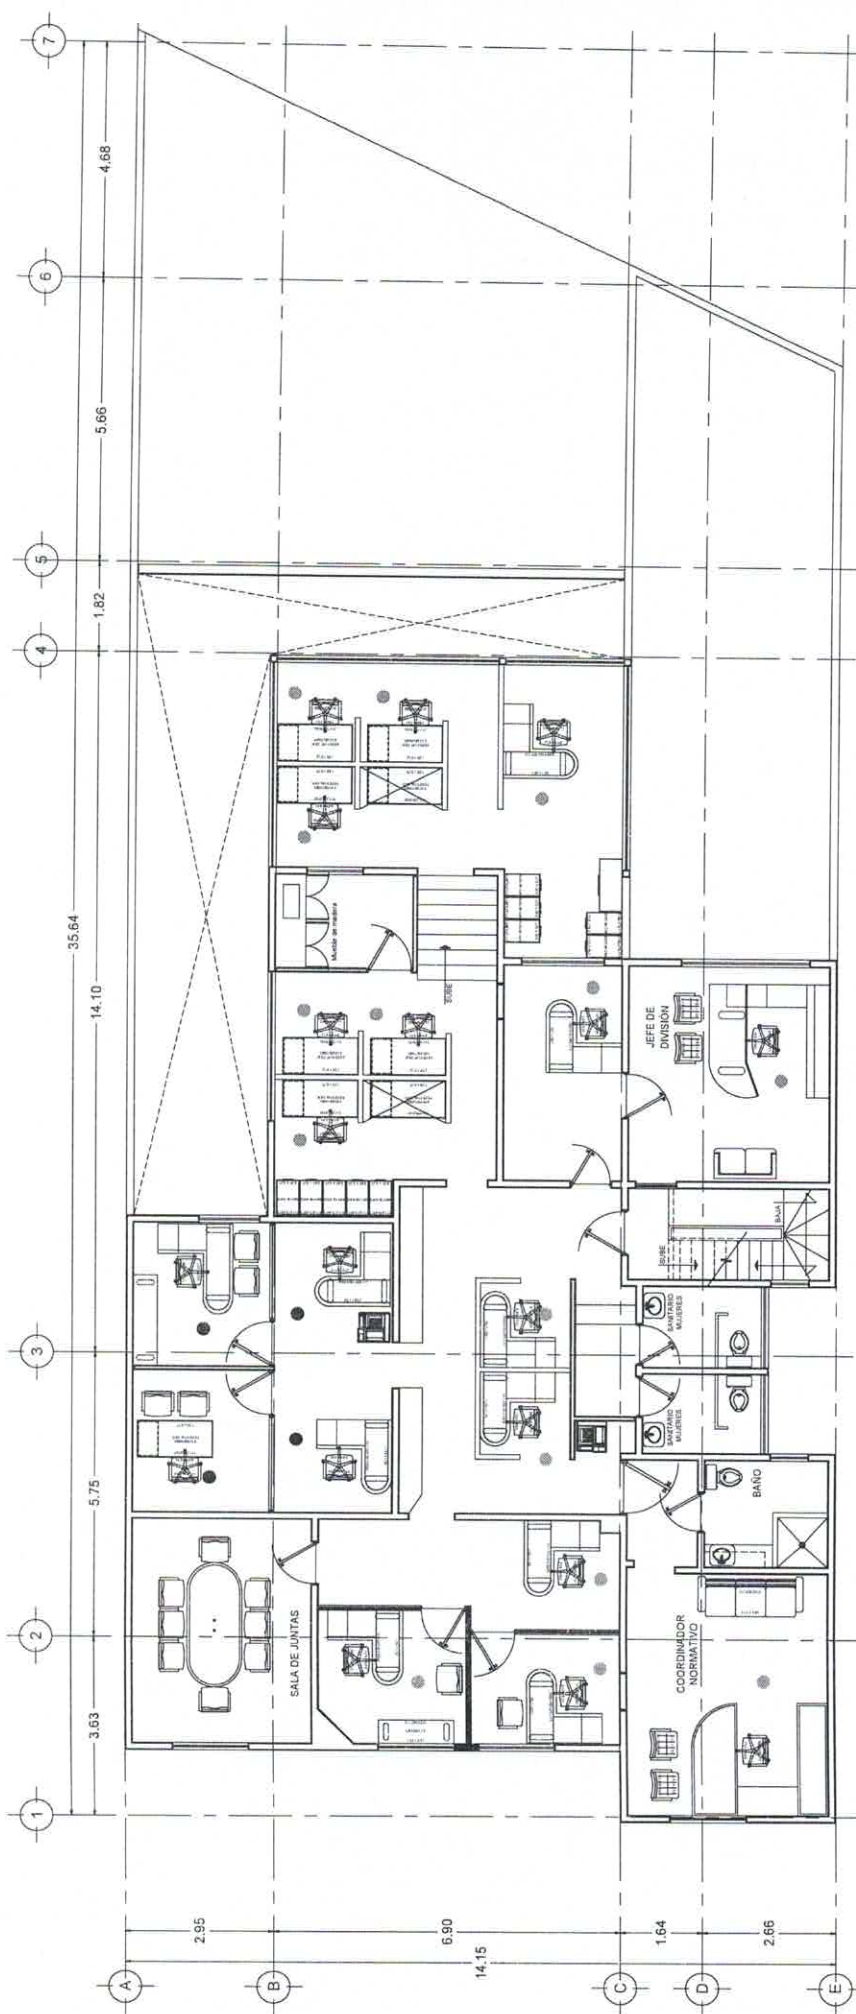 7
6
5
4
3
2
1
4.68
5.66
1.82
14.10
5.75
3.63
35.64
A
B
C
D
E
2.95
6.90
1.64
2.66
14.15
Mueble de madera
SUBE
JEFE DE
DIVISIÓN
SUBE
BAJA
SANITARIO
MUJERES
SANITARIO
MUJERES
BAÑO
SALA DE JUNTAS
COORDINADOR
NORMATIVO